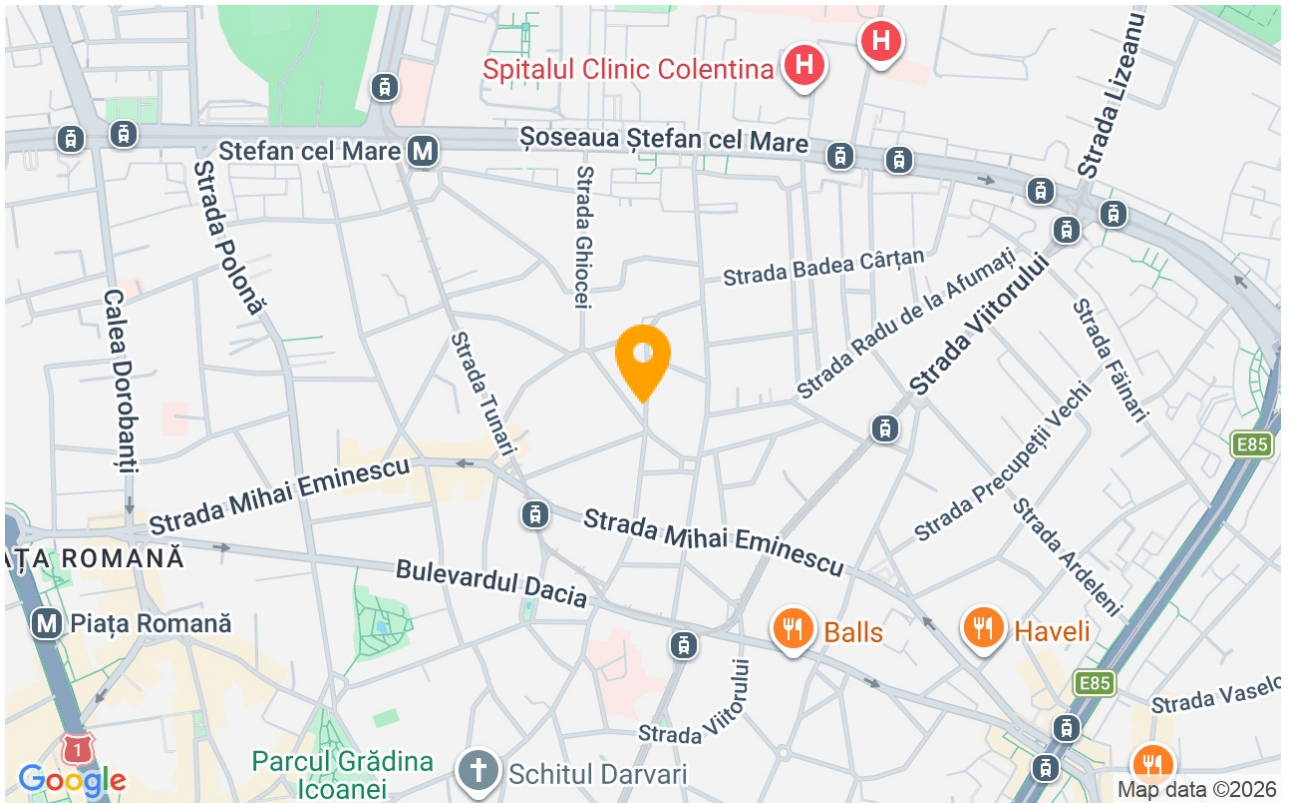 Spitalul Clinic Colentina
H
H
Strada Lizeanu
Stefan cel Mare
M
Șoseaua Ștefan cel Mare
Strada Polonă
Strada Ghiocei
Strada Badea Cârțan
Strada Radu de la Afumați
Strada Viitorului
Strada Făinari
Calea Dorobanți
Strada Tunari
Strada Precupeții Vechi
E85
Strada Mihai Eminescu
Strada Mihai Eminescu
Strada Ardeleni
AȚA ROMANĂ
Bulevardul Dacia
M
Piața Romană
Balls
Haveli
E85
Strada Vaselo
Strada Viitorului
1
Parcul Grădina
Icoanei
Schitul Darvari
Google
Map data ©2026